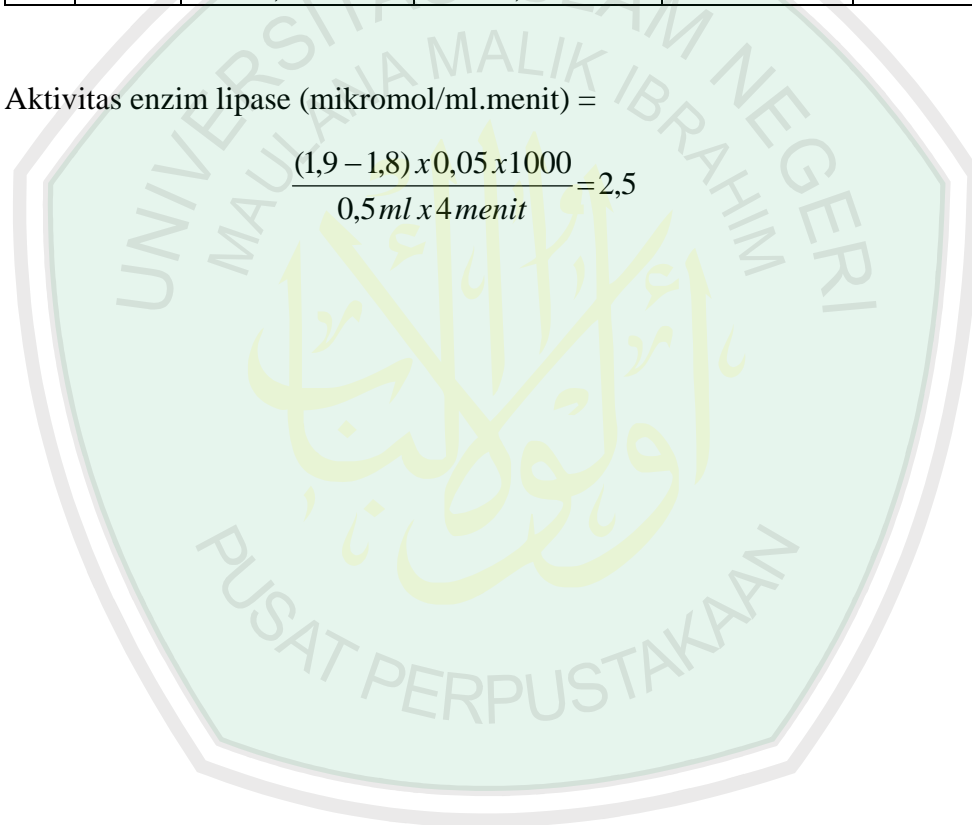 UNIVERSITAS ISLAM NEGERI
MAULANA MALIK IBRAHIM
Aktivitas enzim lipase (mikromol/ml.menit) =
(1,9 – 1,8) x 0,05 x 1000
0,5 ml x 4 menit
= 2,5
PUSAT PERPUSTAKAAN